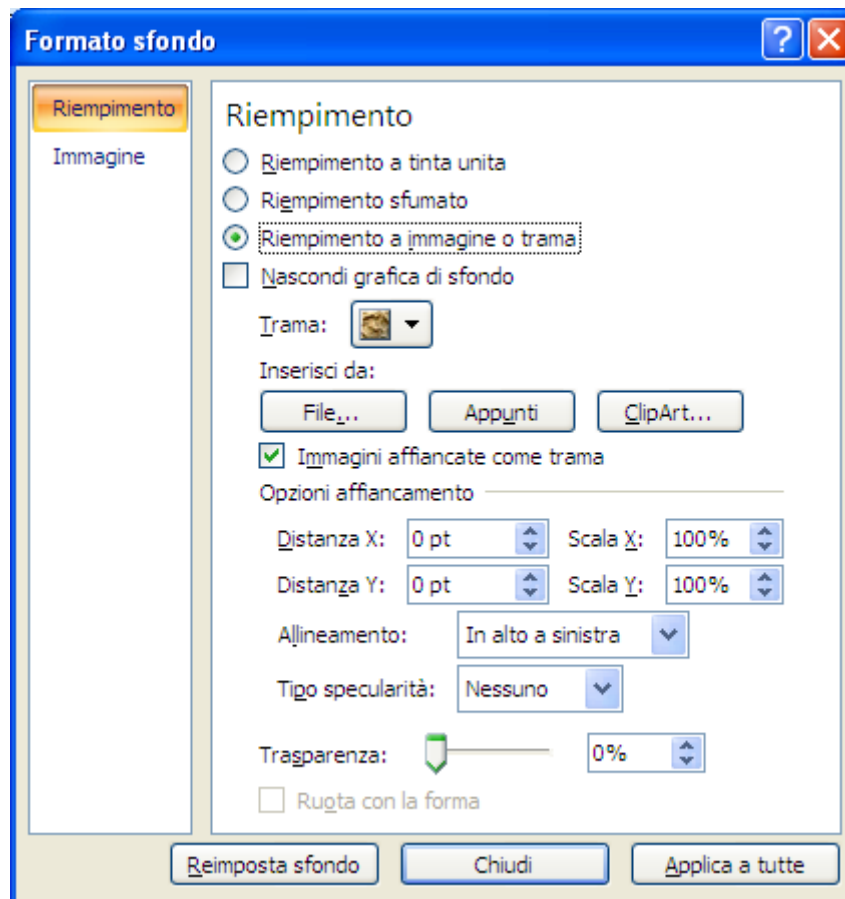 Formato sfondo
Riempimento
Immagine
Riempimento
Riempimento a tinta unita
Riempimento sfumato
Riempimento a immagine o trama
Nascondi grafica di sfondo
Trama:
Inserisci da:
File... Appunti ClipArt...
Immagini affiancate come trama
Opzioni affiancamento
Distanza X: 0 pt Scala X: 100%
Distanza Y: 0 pt Scala Y: 100%
Allineamento: In alto a sinistra
Tipo specularità: Nessuno
Trasparenza: 0%
Ruota con la forma
Reimposta sfondo Chiudi Applica a tutte